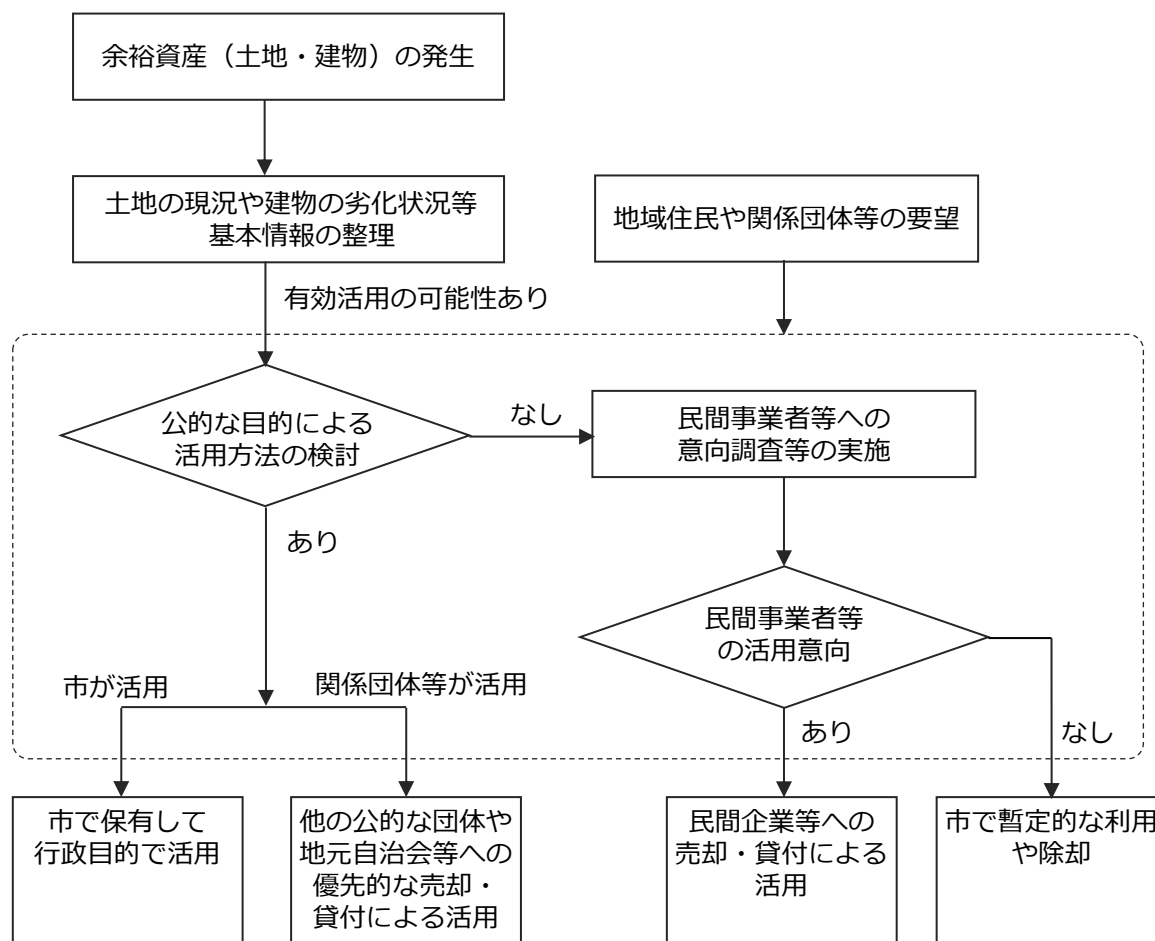 余裕資産（土地・建物）の発生
土地の現況や建物の劣化状況等
基本情報の整理
地域住民や関係団体等の要望
有効活用の可能性あり
公的な目的による
活用方法の検討
なし
民間事業者等への
意向調査等の実施
あり
民間事業者等
の活用意向
市が活用
関係団体等が活用
あり
なし
市で保有して
行政目的で活用
他の公的な団体や
地元自治会等への
優先的な売却・
貸付による活用
民間企業等への
売却・貸付による
活用
市で暫定的な利用
や除却